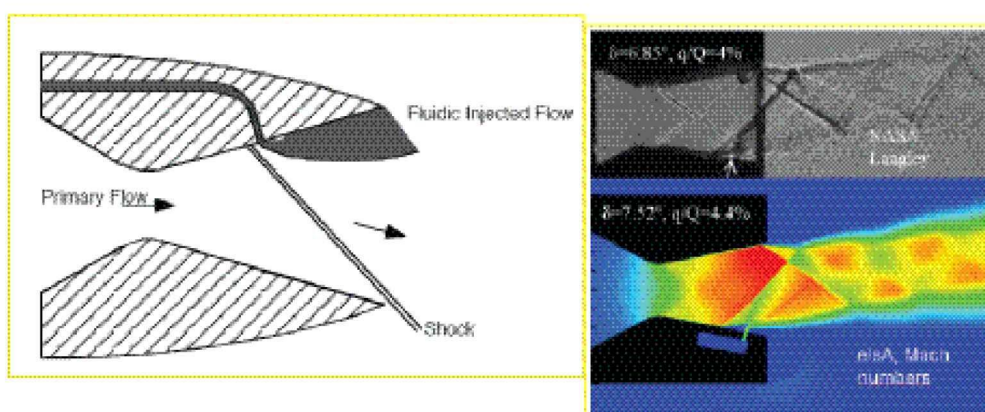 Fluidic Injected Flow
Primary Flow
Shock
δ=6.85°, q/Q=4%
NASA
Langley
δ=7.52°, q/Q=4.4%
elsA, Mach
numbers